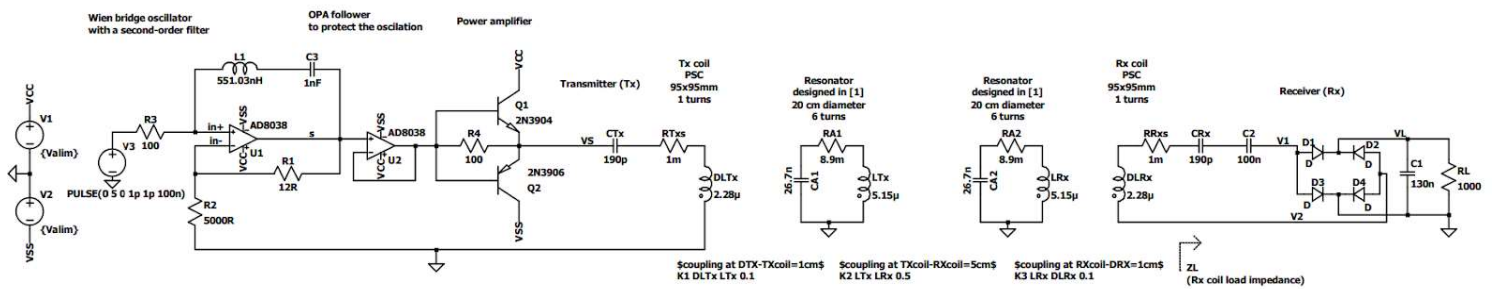 Wien bridge oscillator
with a second-order filter
OPA follower
to protect the oscilation
Power amplifier
L1
551.03nH
C3
1nF
VCC
V1
{Valim}
V2
{Valim}
VSS
V3
PULSE(0 5 0 1p 1p 100n)
R3
100
in+
in-
VSS
AD8038
U1
VCC
s
R1
12R
R2
5000R
VSS
AD8038
U2
VCC
R4
100
VCC
Q1
2N3904
2N3906
Q2
VSS
Transmitter (Tx)
VS
CTx
190p
RTxs
1m
Tx coil
PSC
95x95mm
1 turns
DLTx
2.28µ
Resonator
designed in [1]
20 cm diameter
6 turns
RA1
8.9m
26.7n
CA1
LTx
5.15µ
Resonator
designed in [1]
20 cm diameter
6 turns
RA2
8.9m
26.7n
CA2
LRx
5.15µ
Rx coil
PSC
95x95mm
1 turns
Receiver (Rx)
RRxs
1m
CRx
190p
C2
100n
DLRx
2.28µ
V1
D1
D
D2
D
D3
D
D4
D
VL
C1
130n
RL
1000
V2
$coupling at DTX-TXcoil=1cm$
K1 DLTx LTx 0.1
$coupling at TXcoil-RXcoil=5cm$
K2 LTx LRx 0.5
$coupling at RXcoil-DRX=1cm$
K3 LRx DLRx 0.1
ZL
(Rx coil load impedance)